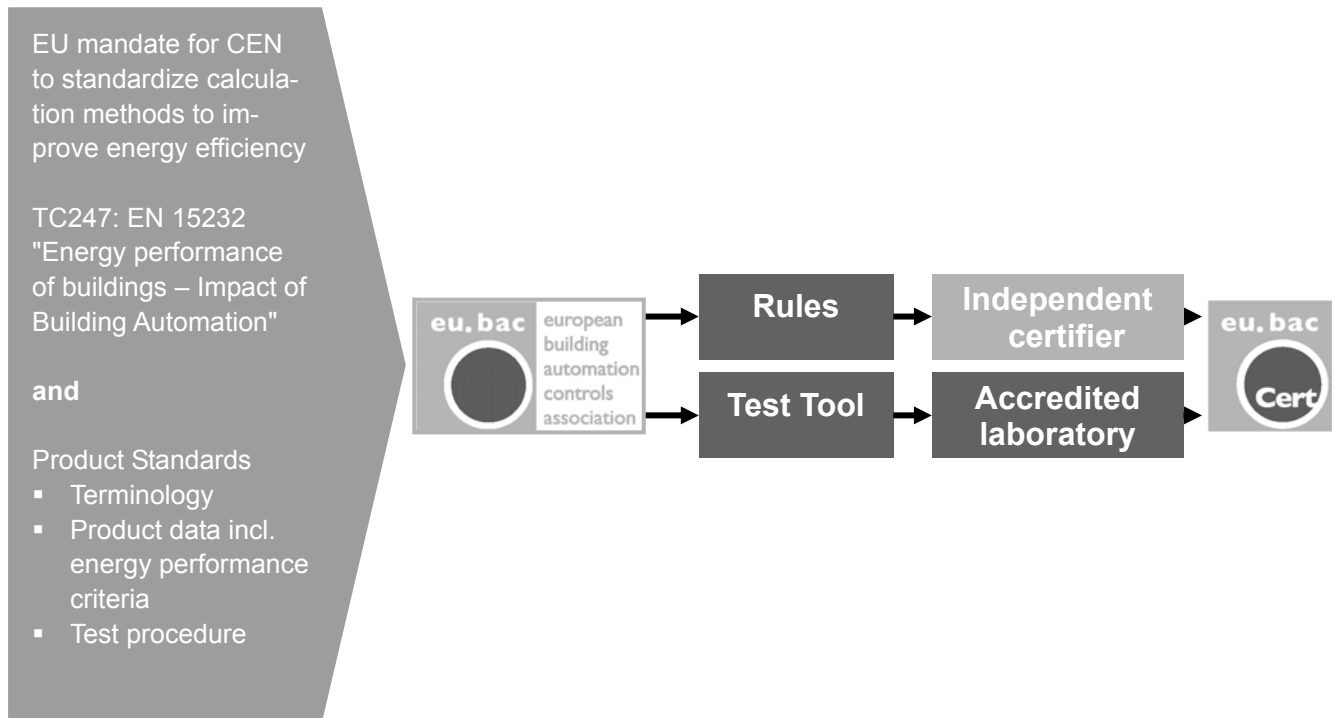 EU mandate for CEN
to standardize calcula-
tion methods to im-
prove energy efficiency
TC247: EN 15232
"Energy performance
of buildings – Impact of
Building Automation"
and
Product Standards
▪ Terminology
▪ Product data incl.
energy performance
criteria
▪ Test procedure
eu.bac
european
building
automation
controls
association
Rules
Independent
certifier
Test Tool
Accredited
laboratory
eu.bac
Cert